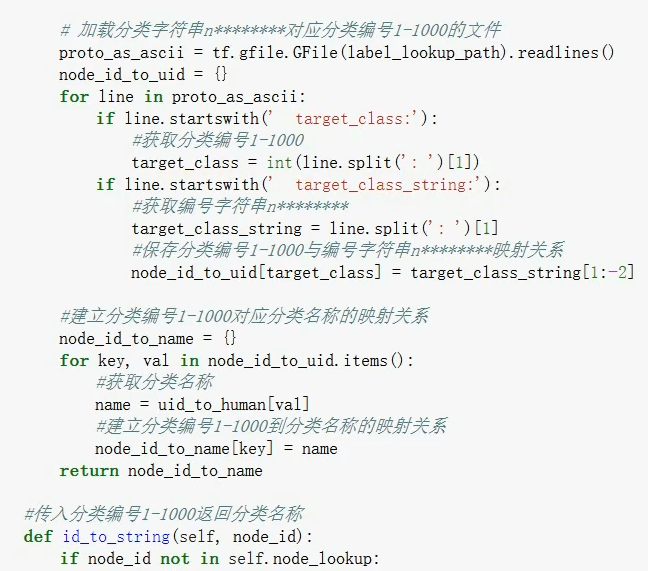 # 加载分类字符串n********对应分类编号1-1000的文件
proto_as_ascii = tf.gfile.GFile(label_lookup_path).readlines()
node_id_to_uid = {}
for line in proto_as_ascii:
if line.startswith('  target_class:'):
#获取分类编号1-1000
target_class = int(line.split(': ')[1])
if line.startswith('  target_class_string:'):
#获取编号字符串n********
target_class_string = line.split(': ')[1]
#保存分类编号1-1000与编号字符串n********映射关系
node_id_to_uid[target_class] = target_class_string[1:-2]
#建立分类编号1-1000对应分类名称的映射关系
node_id_to_name = {}
for key, val in node_id_to_uid.items():
#获取分类名称
name = uid_to_human[val]
#建立分类编号1-1000到分类名称的映射关系
node_id_to_name[key] = name
return node_id_to_name
#传入分类编号1-1000返回分类名称
def id_to_string(self, node_id):
if node_id not in self.node_lookup: